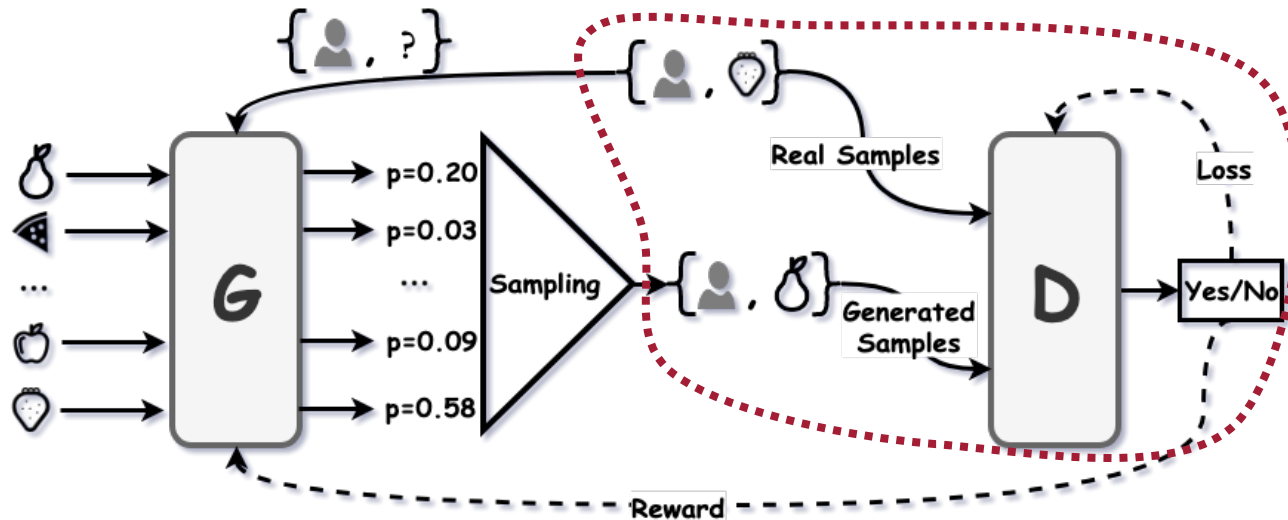 { , ? }
{ , }
Real Samples
Loss
p=0.20
p=0.03
...
...
G
Sampling
{ , }
D
Yes/No
Generated
Samples
p=0.09
p=0.58
Reward